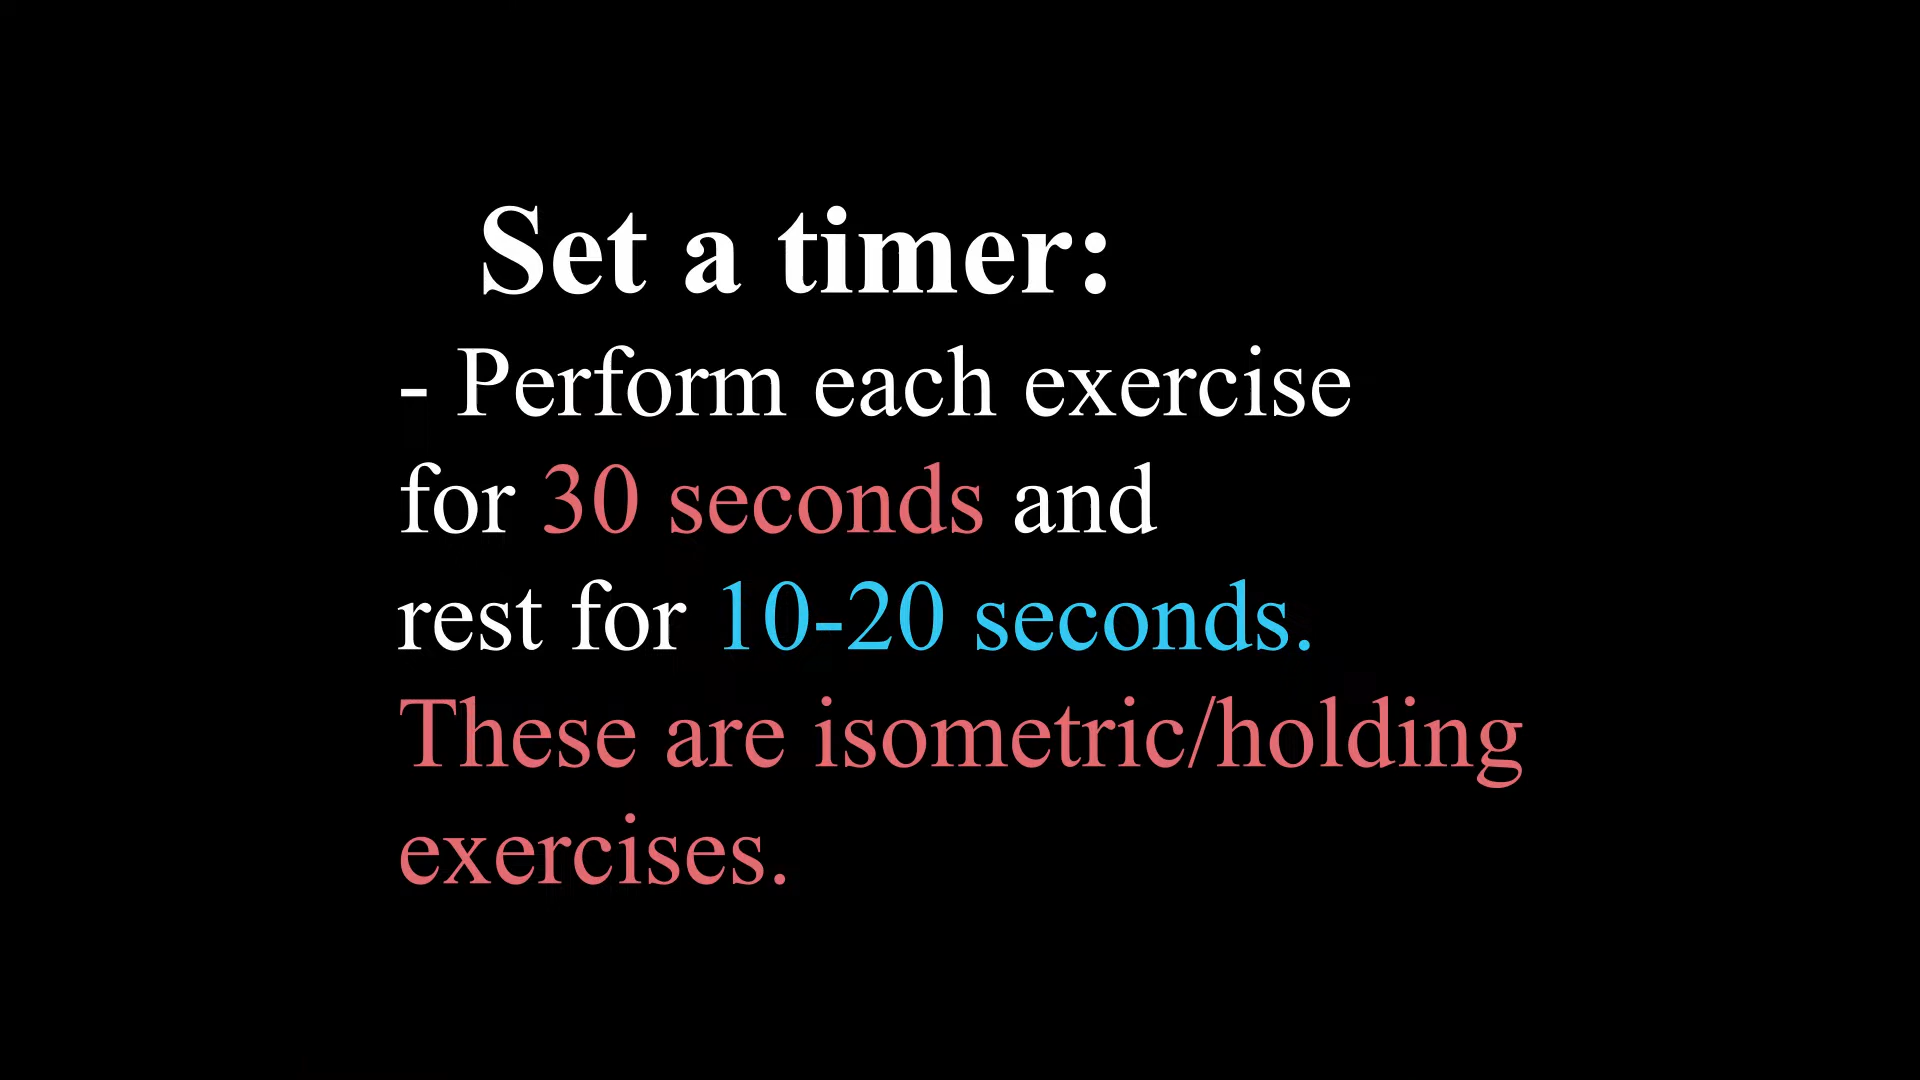 Set a timer:
- Perform each exercise
for 30 seconds and
rest for 10-20 seconds.
These are isometric/holding
exercises.